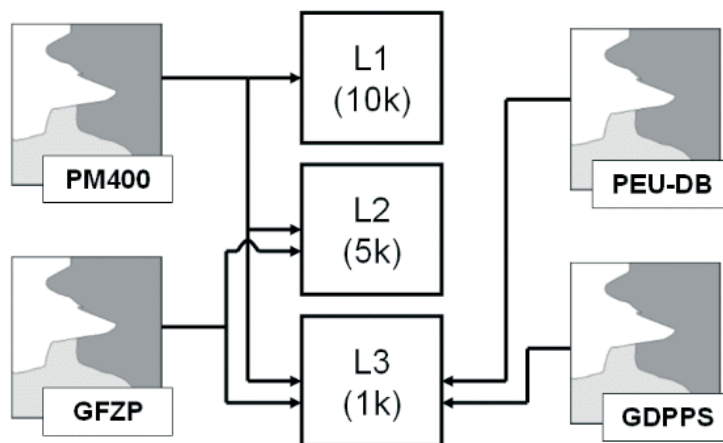 PM400
GFZP
L1
(10k)
L2
(5k)
L3
(1k)
PEU-DB
GDPPS